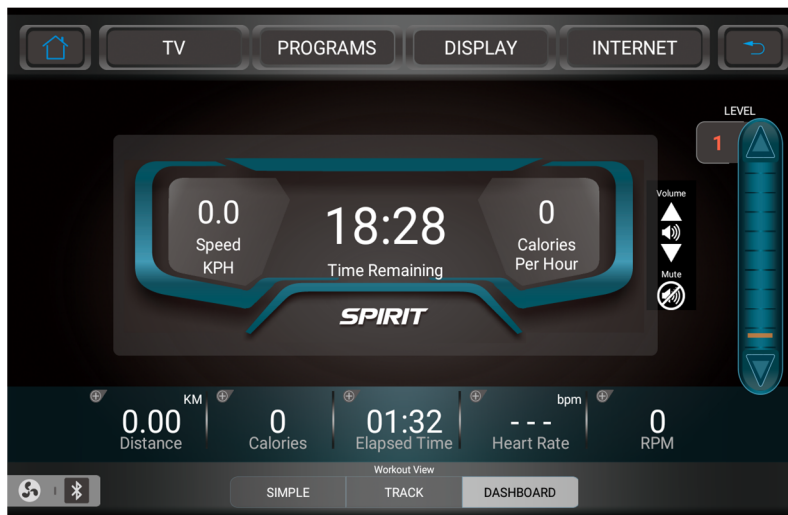 TV
PROGRAMS
DISPLAY
INTERNET
LEVEL
1
0.0
Speed
KPH
18:28
Time Remaining
0
Calories
Per Hour
Volume
Mute
SPIRIT
KM
0.00
Distance
0
Calories
01:32
Elapsed Time
bpm
- - -
Heart Rate
0
RPM
Workout View
SIMPLE
TRACK
DASHBOARD